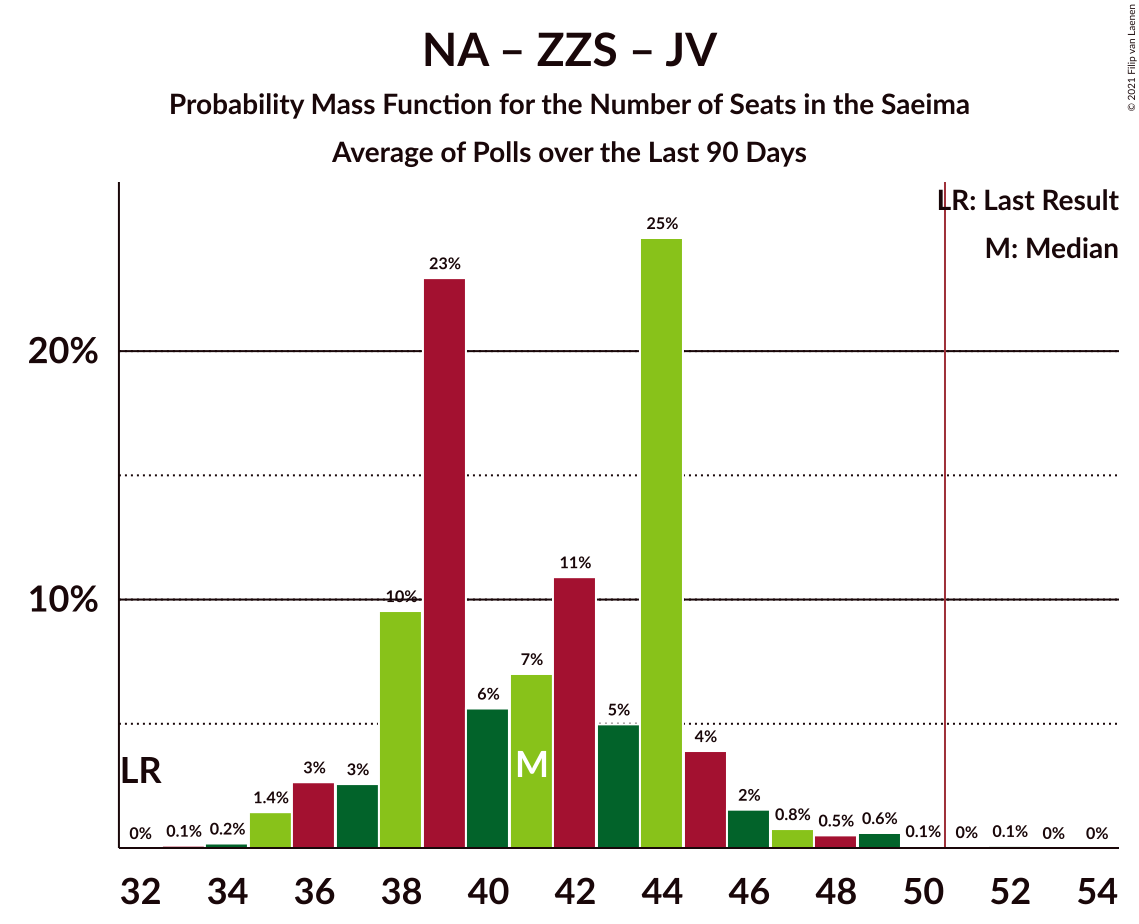 NA – ZZS – JV
Probability Mass Function for the Number of Seats in the Saeima
Average of Polls over the Last 90 Days
© 2021 Filip van Laenen
LR: Last Result
M: Median
20%
10%
LR
M
0%
0.1%
0.2%
1.4%
3%
3%
10%
23%
6%
7%
11%
5%
25%
4%
2%
0.8%
0.5%
0.6%
0.1%
0%
0.1%
0%
0%
32 34 36 38 40 42 44 46 48 50 52 54